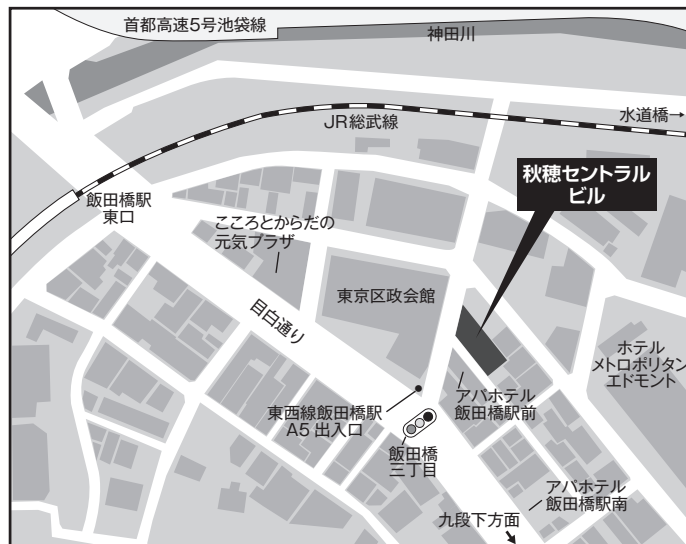 首都高速5号池袋線
神田川
JR総武線
水道橋→
秋穂セントラル
ビル
飯田橋駅
東口
こころとからだの
元気プラザ
東京区政会館
目白通り
ホテル
メトロポリタン
エドモント
アパホテル
飯田橋駅前
東西線飯田橋駅
A5 出入口
飯田橋
三丁目
アパホテル
飯田橋駅南
九段下方面